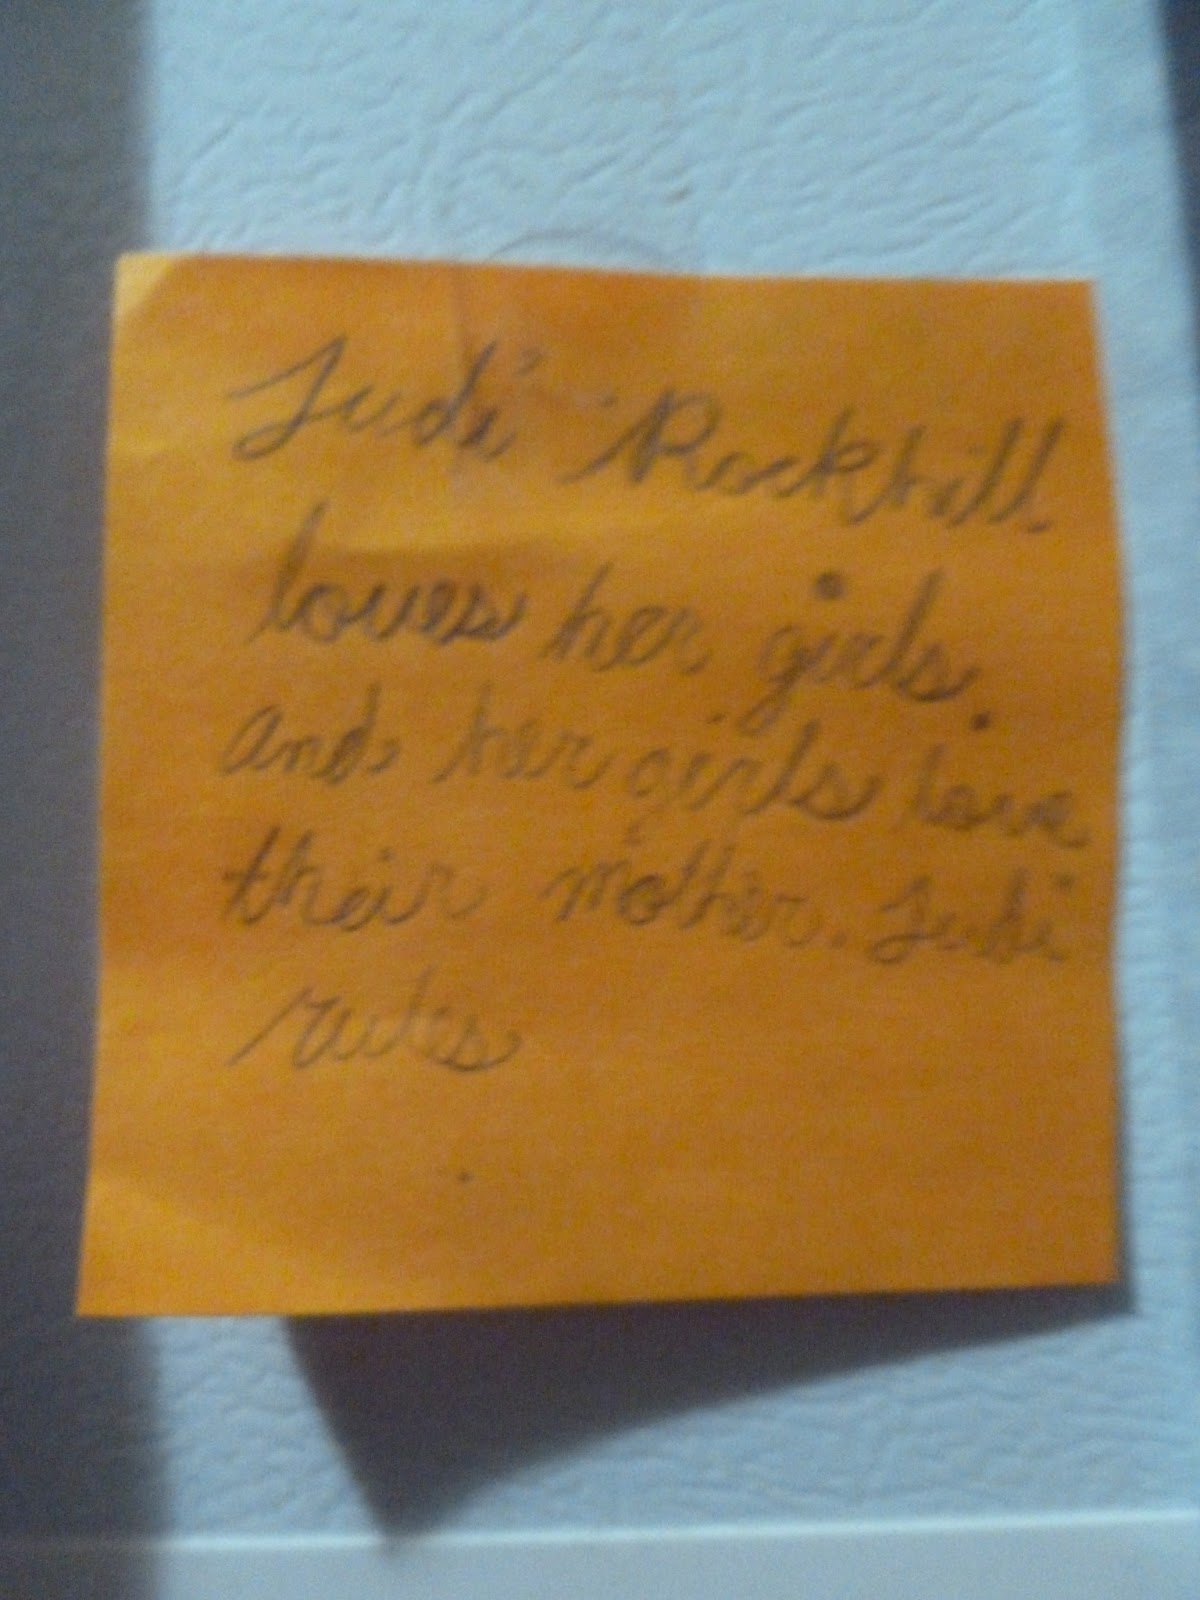 Judi Rockhill
loves her girls.
and her girls love
their mother. Judi
rules